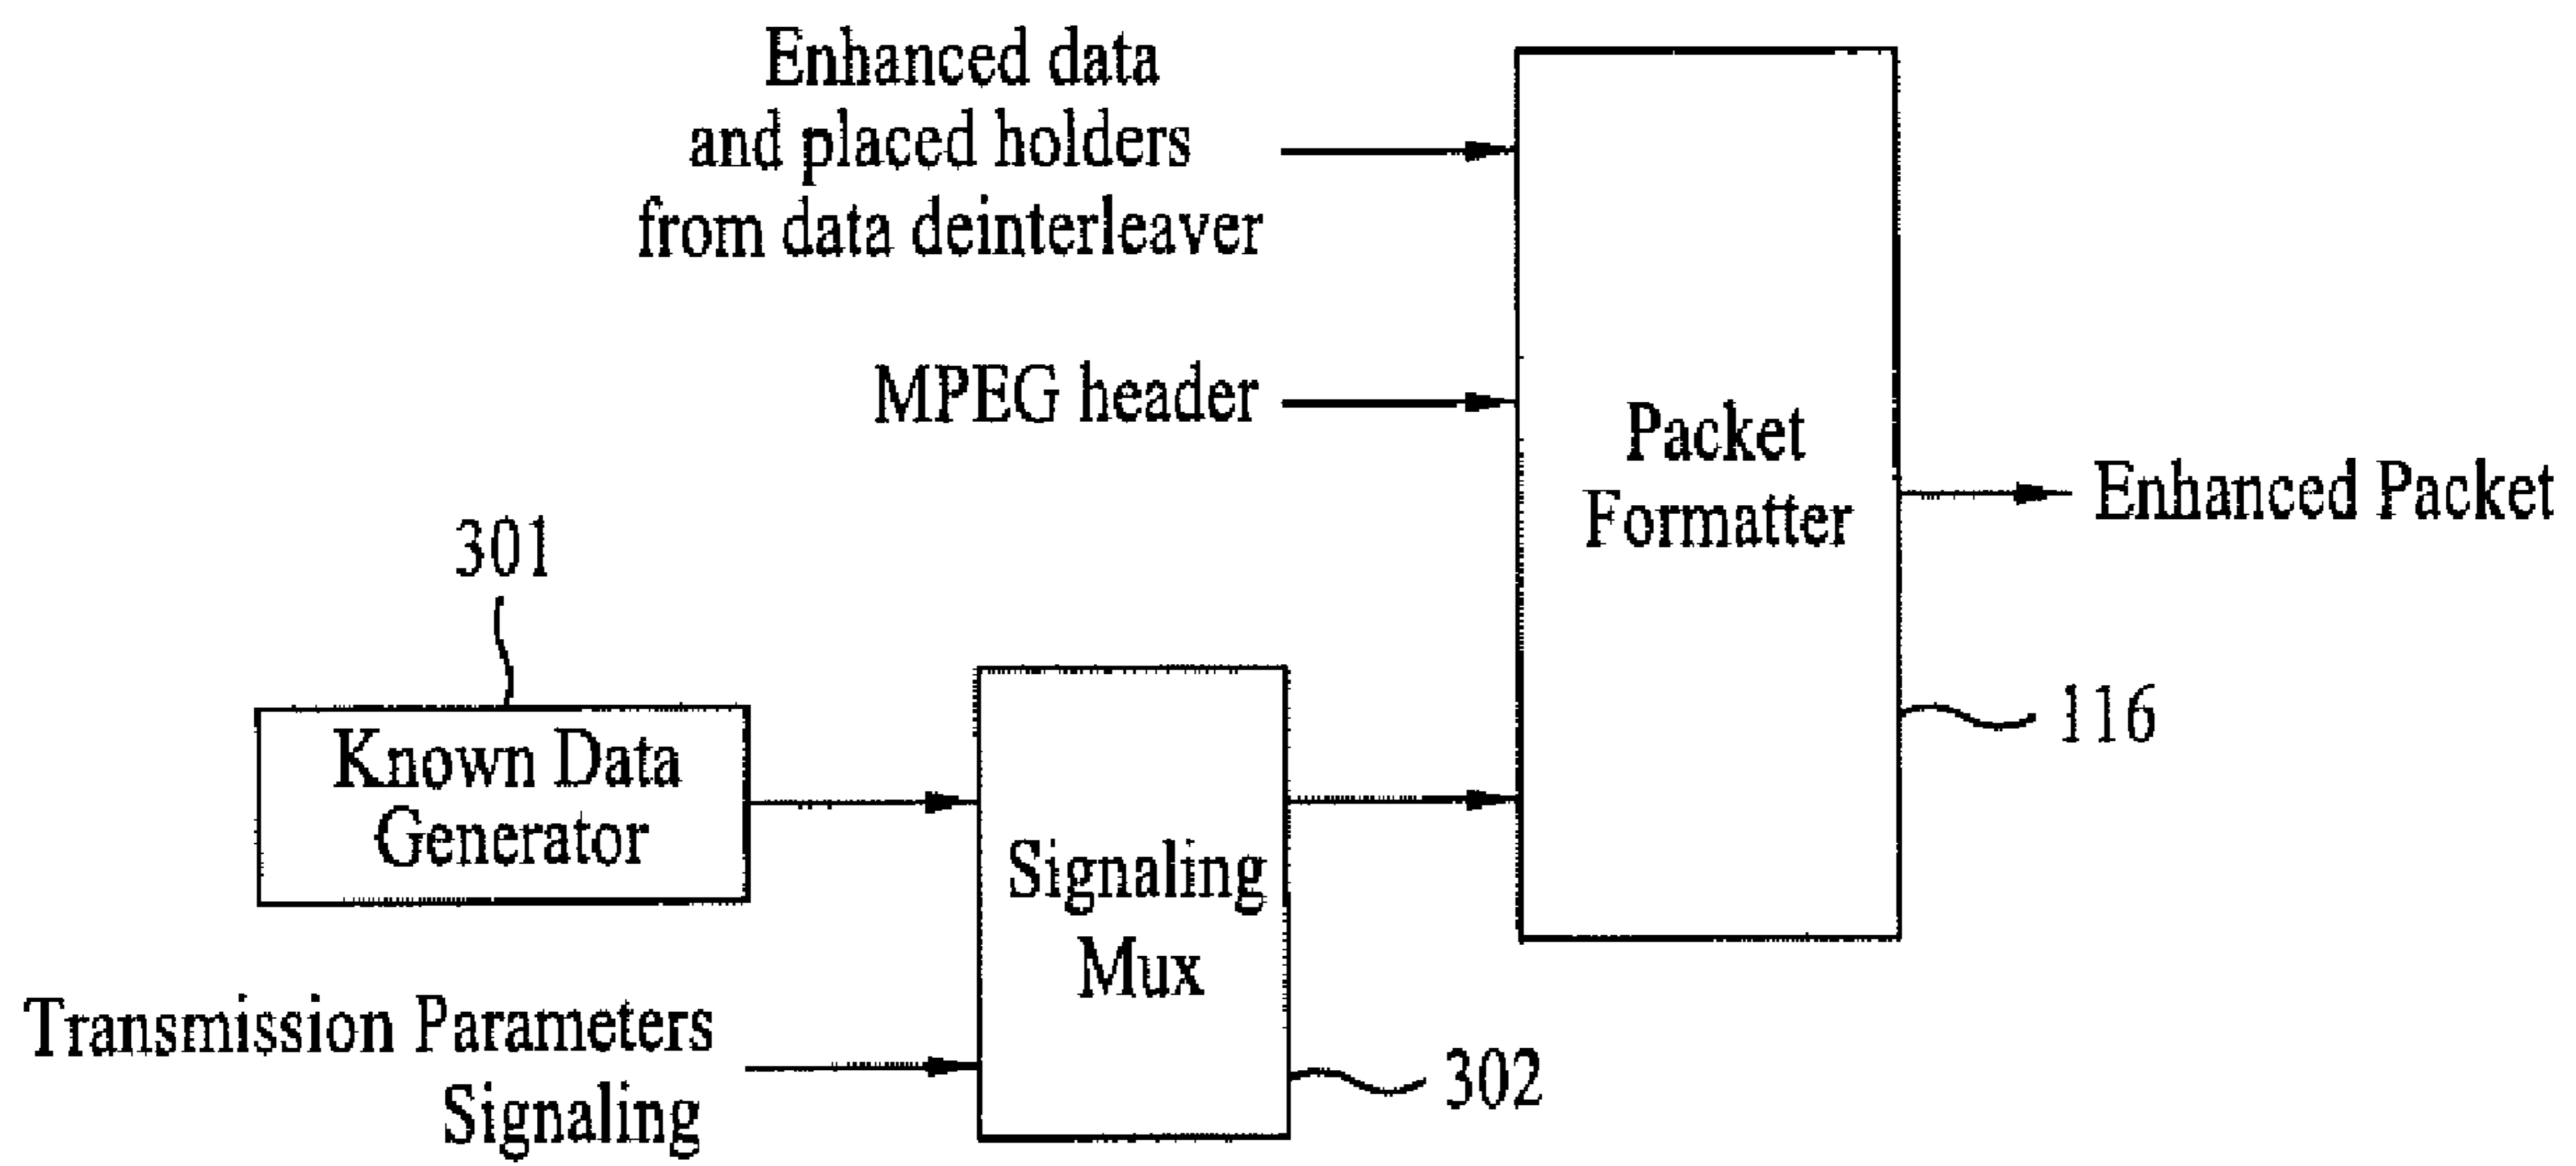 Enhanced data
and placed holders
from data deinterleaver
MPEG header
Packet
Formatter
Enhanced Packet
301
116
Known Data
Generator
Signaling
Mux
Transmission Parameters
Signaling
302